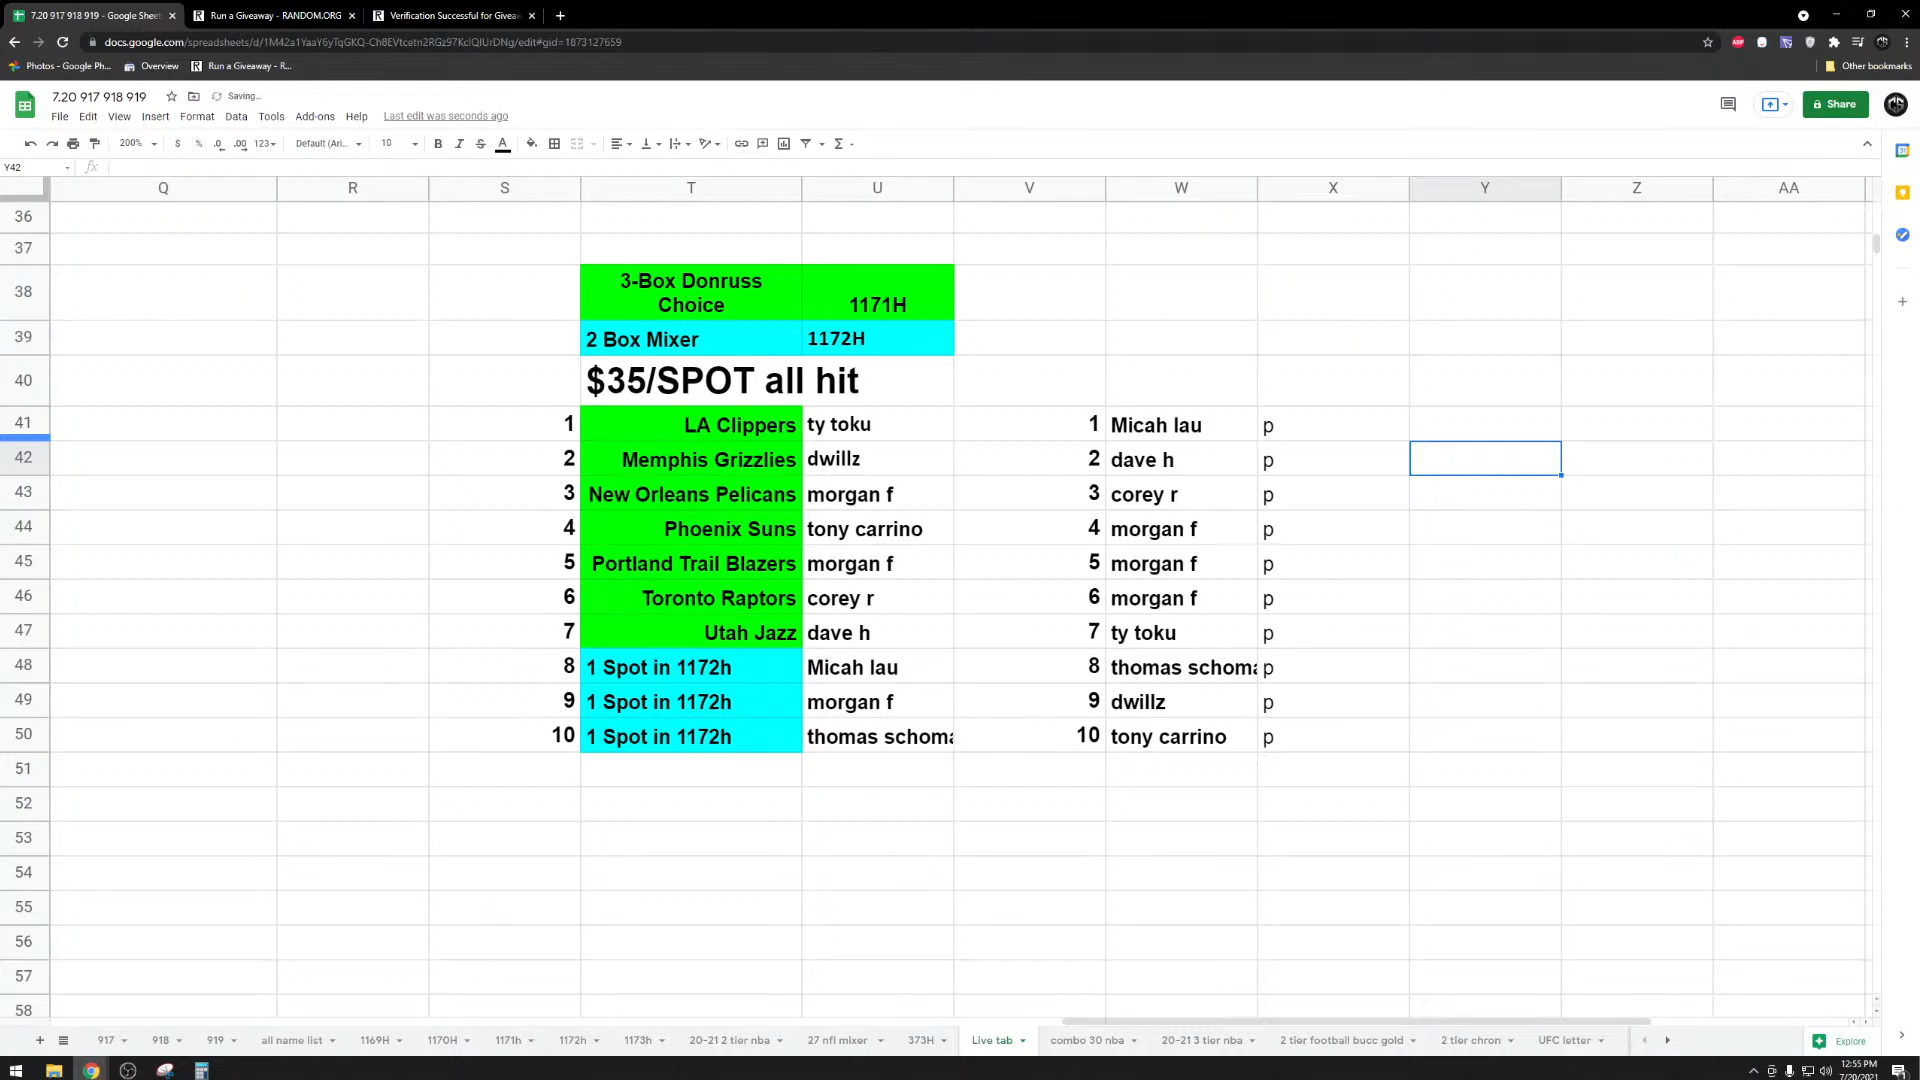 7.20 917 918 919 - Google Sheet
Run a Giveaway - RANDOM.ORG
Verification Successful for Giveaw
docs.google.com/spreadsheets/d/1M42a1YaaY6yTqGKQ-Ch8EVtcetn2RGz97KclQlUrDNg/edit#gid=1873127659
Photos - Google Ph...
Overview
Run a Giveaway - R...
Other bookmarks
7.20 917 918 919
Saving...
Share
File Edit View Insert Format Data Tools Add-ons Help Last edit was seconds ago
200% $ % .0 .00 123 Default (Ari... 10 B I S A
Y42 fx
Q R S T U V W X Y Z AA
36
37
38 3-Box Donruss Choice 1171H
39 2 Box Mixer 1172H
40 $35/SPOT all hit
41 1 LA Clippers ty toku 1 Micah lau p
42 2 Memphis Grizzlies dwillz 2 dave h p
43 3 New Orleans Pelicans morgan f 3 corey r p
44 4 Phoenix Suns tony carrino 4 morgan f p
45 5 Portland Trail Blazers morgan f 5 morgan f p
46 6 Toronto Raptors corey r 6 morgan f p
47 7 Utah Jazz dave h 7 ty toku p
48 8 1 Spot in 1172h Micah lau 8 thomas schoma p
49 9 1 Spot in 1172h morgan f 9 dwillz p
50 10 1 Spot in 1172h thomas schoma 10 tony carrino p
51
52
53
54
55
56
57
58
917 918 919 all name list 1169H 1170H 1171h 1172h 1173h 20-21 2 tier nba 27 nfl mixer 373H Live tab combo 30 nba 20-21 3 tier nba 2 tier football bucc gold 2 tier chron UFC letter Explore
12:55 PM
7/20/2021